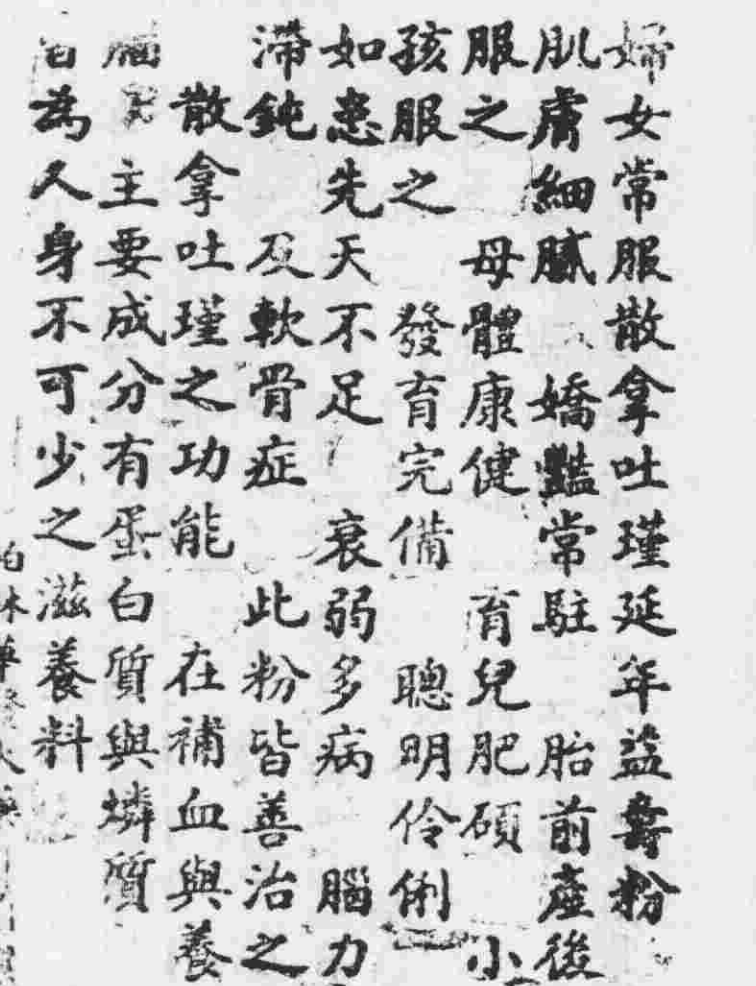 婦女常服散拿吐瑾延年益壽粉
肌膚細膩 嬌豔常駐 胎前產後
服之 母體康健 育兒肥碩 小
孩服之 發育完備 聰明伶俐
如患先天不足 衰弱多病 腦力
滯鈍 及軟骨症 此粉皆善治之
散拿吐瑾之功能 在補血與養
腦 主要成分有蛋白質與燐質
為人身不可少之滋養料